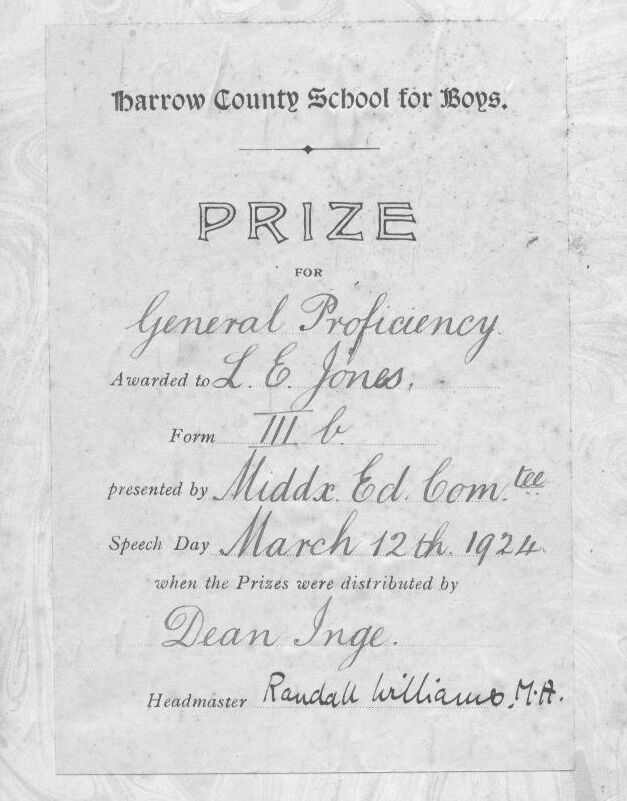 Harrow County School for Boys.
PRIZE
FOR
General Proficiency.
Awarded to L. E. Jones,
Form III b.
presented by Middx. Ed. Com.tee
Speech Day March 12th. 1924.
when the Prizes were distributed by
Dean Inge.
Headmaster Randall Williams, M.A.